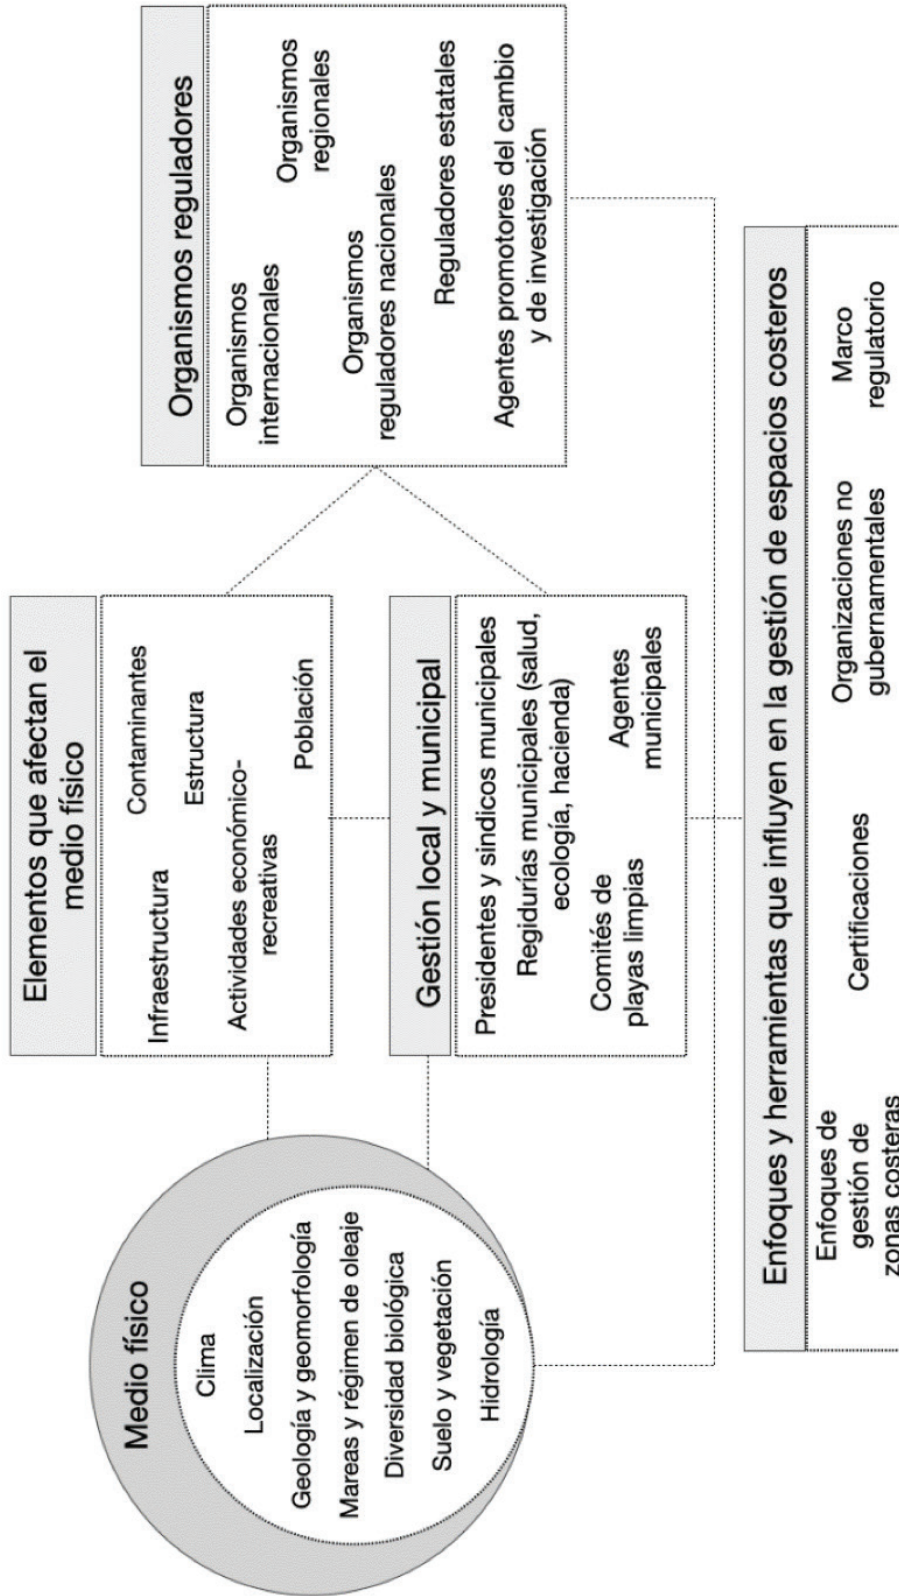 Medio físico
Clima
Localización
Geología y geomorfología
Mareas y régimen de oleaje
Diversidad biológica
Suelo y vegetación
Hidrología
Elementos que afectan el
medio físico
Infraestructura
Contaminantes
Estructura
Actividades económico-
recreativas
Población
Gestión local y municipal
Presidentes y sindicos municipales
Regidurías municipales (salud,
ecología, hacienda)
Comités de
playas limpias
Agentes
municipales
Organismos reguladores
Organismos
internacionales
Organismos
regionales
Organismos
reguladores nacionales
Reguladores estatales
Agentes promotores del cambio
y de investigación
Enfoques y herramientas que influyen en la gestión de espacios costeros
Enfoques de
gestión de
zonas costeras
Certificaciones
Organizaciones no
gubernamentales
Marco
regulatorio